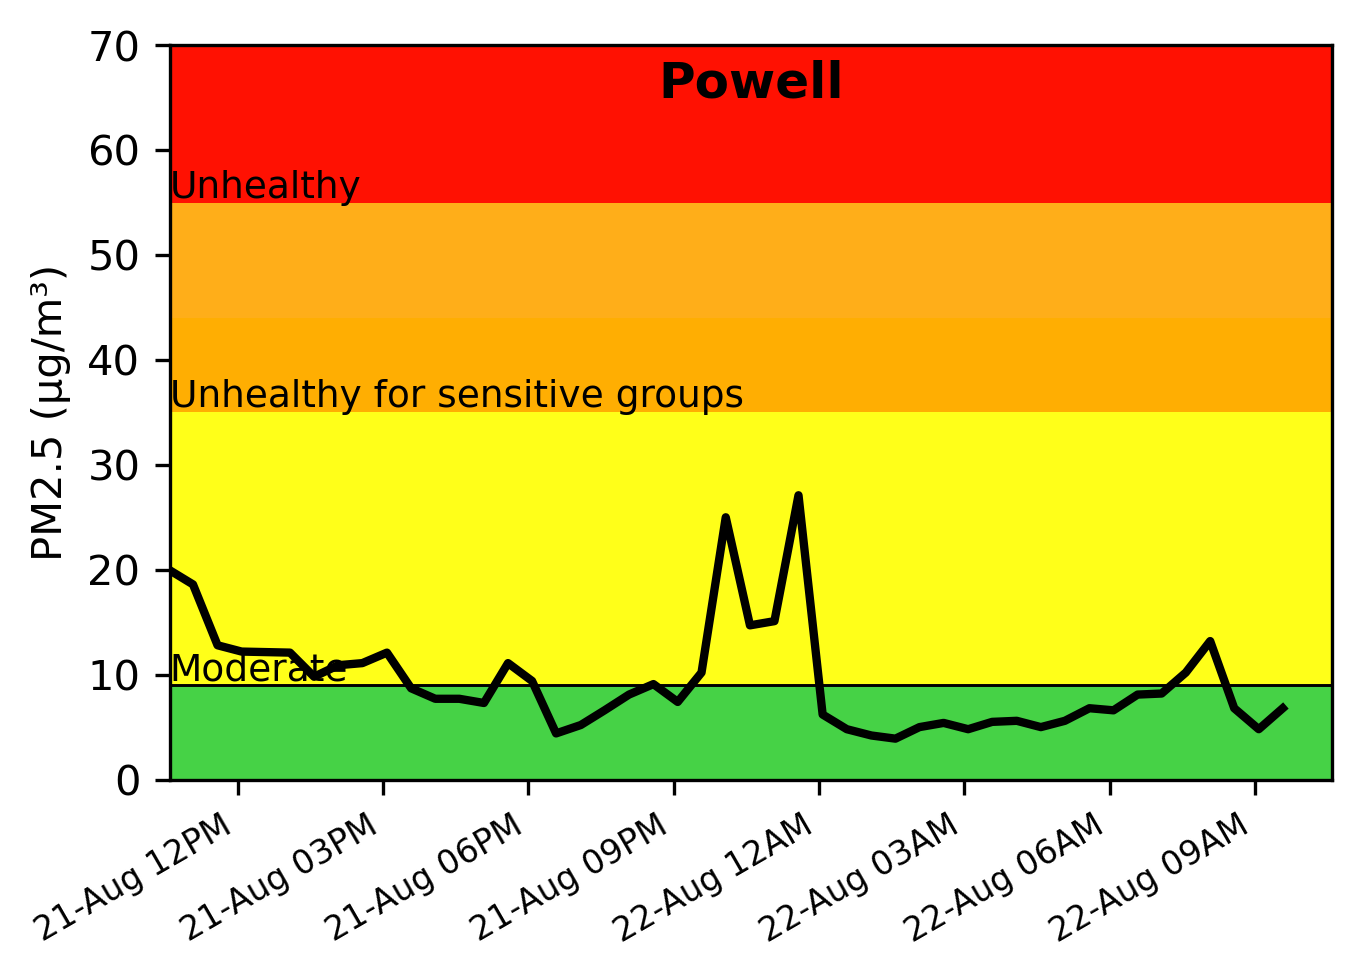 Powell
70
60
Unhealthy
50
40
Unhealthy for sensitive groups
30
20
Moderate
10
0
PM2.5 (µg/m³)
21-Aug 12PM
21-Aug 03PM
21-Aug 06PM
21-Aug 09PM
22-Aug 12AM
22-Aug 03AM
22-Aug 06AM
22-Aug 09AM